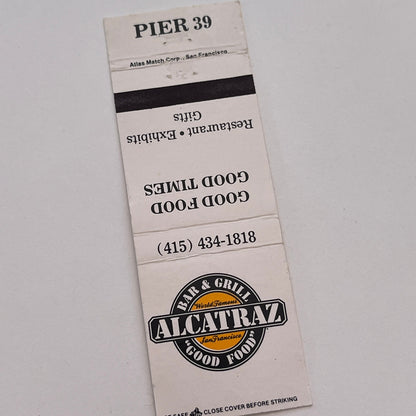 PIER 39
Atlas Match Corp., San Francisco
Restaurant • Exhibits
Gifts
GOOD FOOD
GOOD TIMES
(415) 434-1818
BAR & GRILL
World Famous
ALCATRAZ
San Francisco
"GOOD FOOD"
SAFE CLOSE COVER BEFORE STRIKING